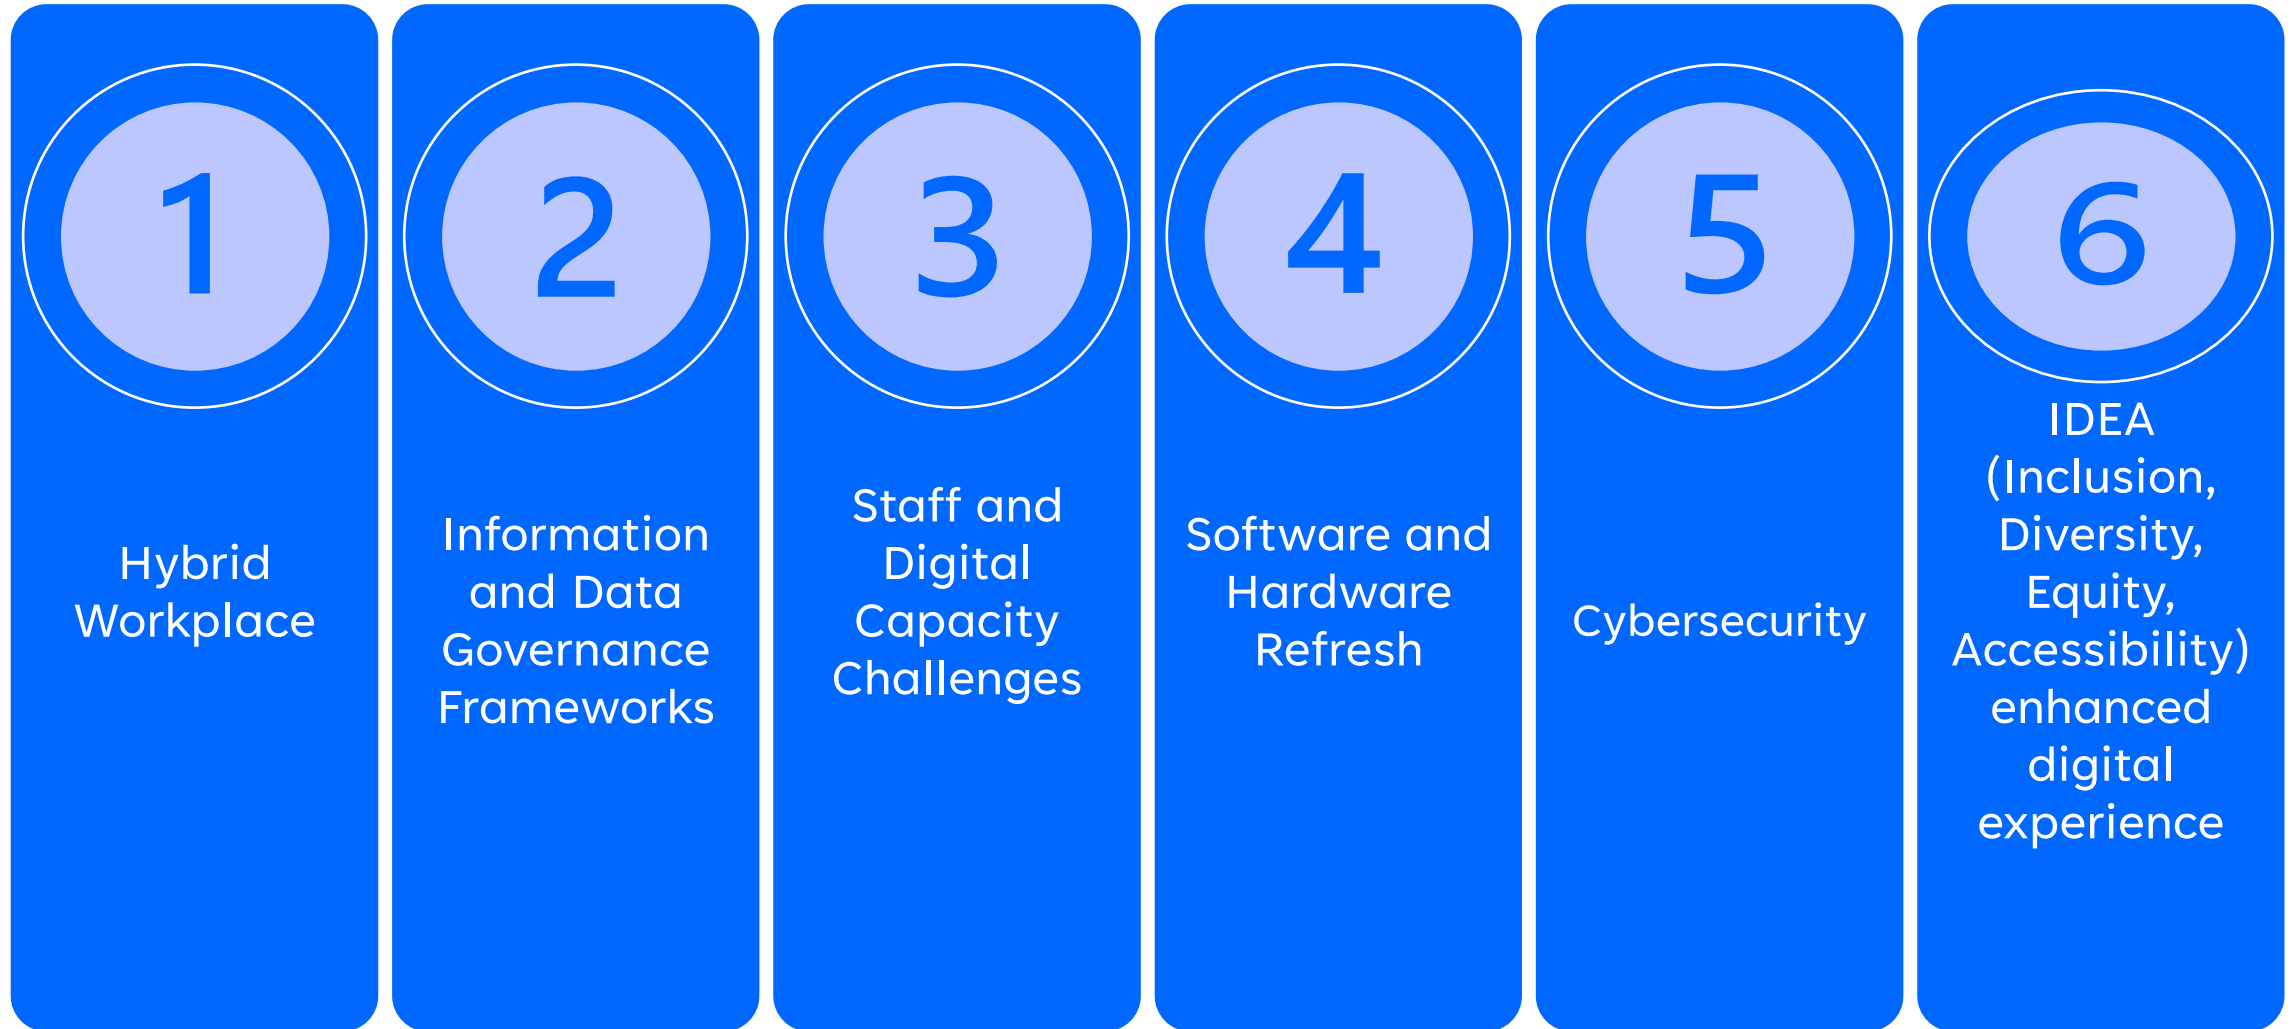 1
Hybrid
Workplace
2
Information
and Data
Governance
Frameworks
3
Staff and
Digital
Capacity
Challenges
4
Software and
Hardware
Refresh
5
Cybersecurity
6
IDEA
(Inclusion,
Diversity,
Equity,
Accessibility)
enhanced
digital
experience